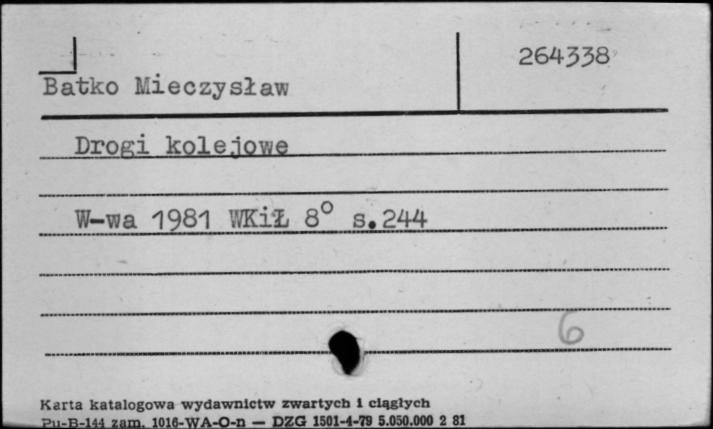 264338
Batko Mieczysław
Drogi kolejowe
W-wa 1981 WKiŁ 8° s.244
6
Karta katalogowa wydawnictw zwartych i ciągłych
Pu-B-144 zam. 1016-WA-O-n — DZG 1501-4-79 5.050.000 2 81